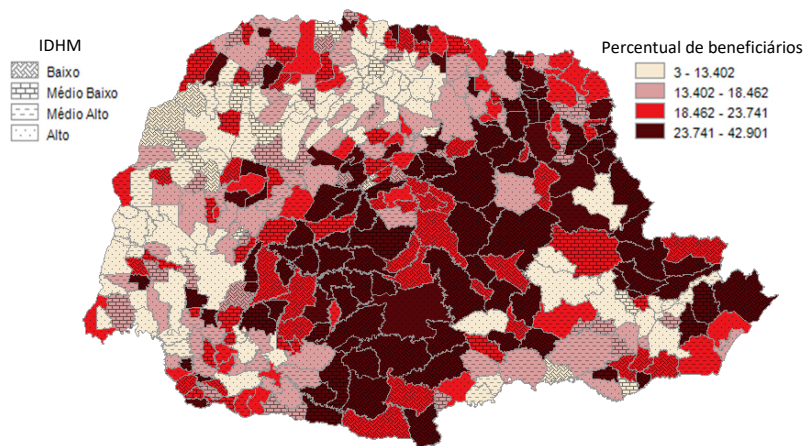 IDHM
Baixo
Médio Baixo
Médio Alto
Alto
Percentual de beneficiários
3 - 13.402
13.402 - 18.462
18.462 - 23.741
23.741 - 42.901